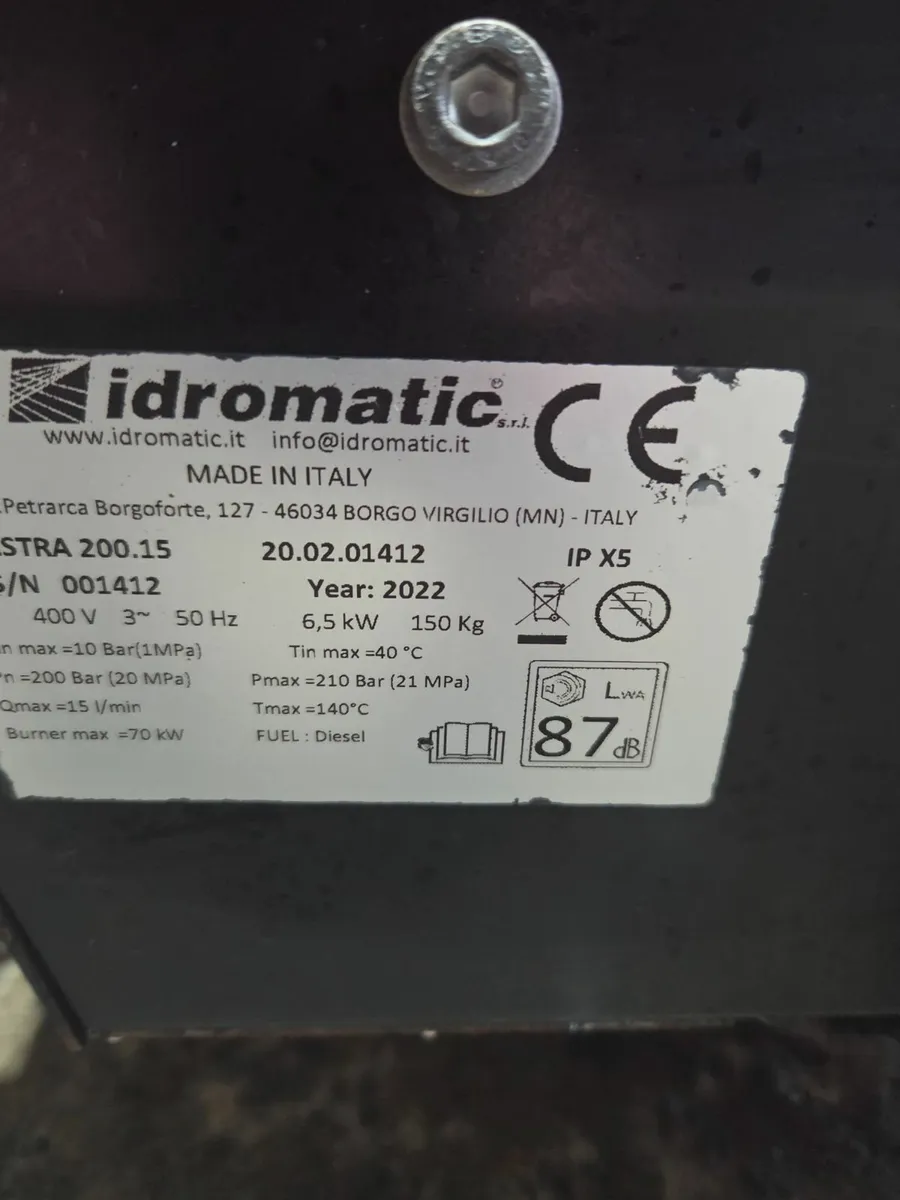 idromatic® s.r.l. CE
www.idromatic.it info@idromatic.it
MADE IN ITALY
Petrarca Borgoforte, 127 - 46034 BORGO VIRGILIO (MN) - ITALY
STRA 200.15 20.02.01412 IP X5
S/N 001412 Year: 2022
400 V 3~ 50 Hz 6,5 kW 150 Kg
n max =10 Bar(1MPa) Tin max =40 °C
n =200 Bar (20 MPa) Pmax =210 Bar (21 MPa)
Qmax =15 l/min Tmax =140°C
Burner max =70 kW FUEL : Diesel
LWA
87 dB